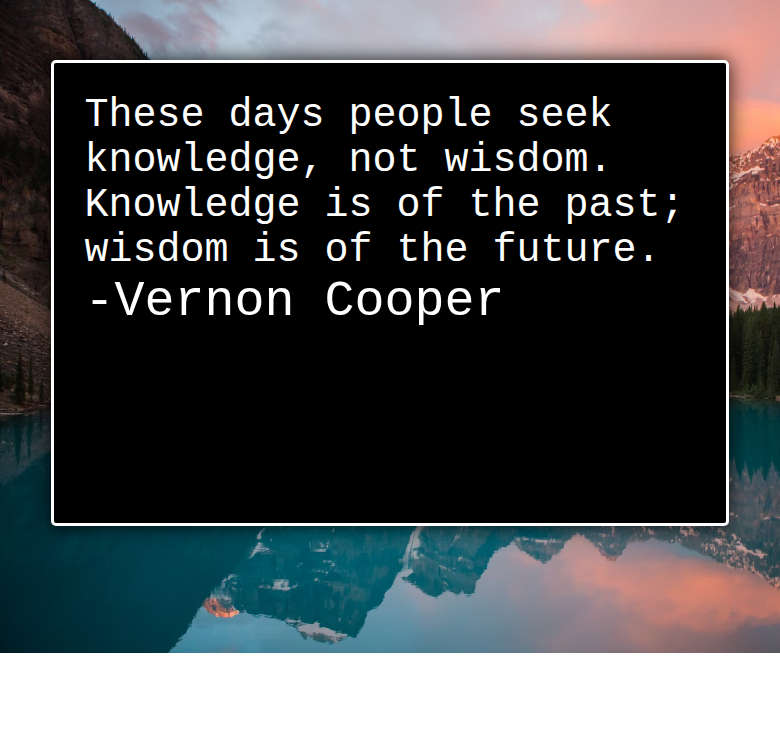 These days people seek
knowledge, not wisdom.
Knowledge is of the past;
wisdom is of the future.
-Vernon Cooper